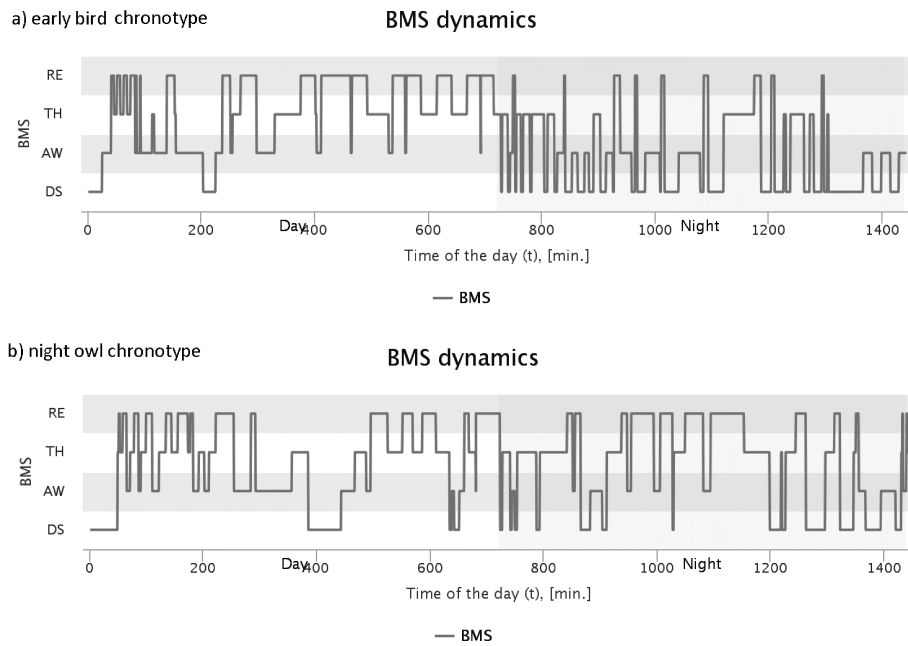 a) early bird chronotype
BMS dynamics
RE
TH
AW
DS
BMS
0 200 400 600 800 1000 1200 1400
Day Night
Time of the day (t), [min.]
BMS
b) night owl chronotype
BMS dynamics
RE
TH
AW
DS
BMS
0 200 400 600 800 1000 1200 1400
Day Night
Time of the day (t), [min.]
BMS